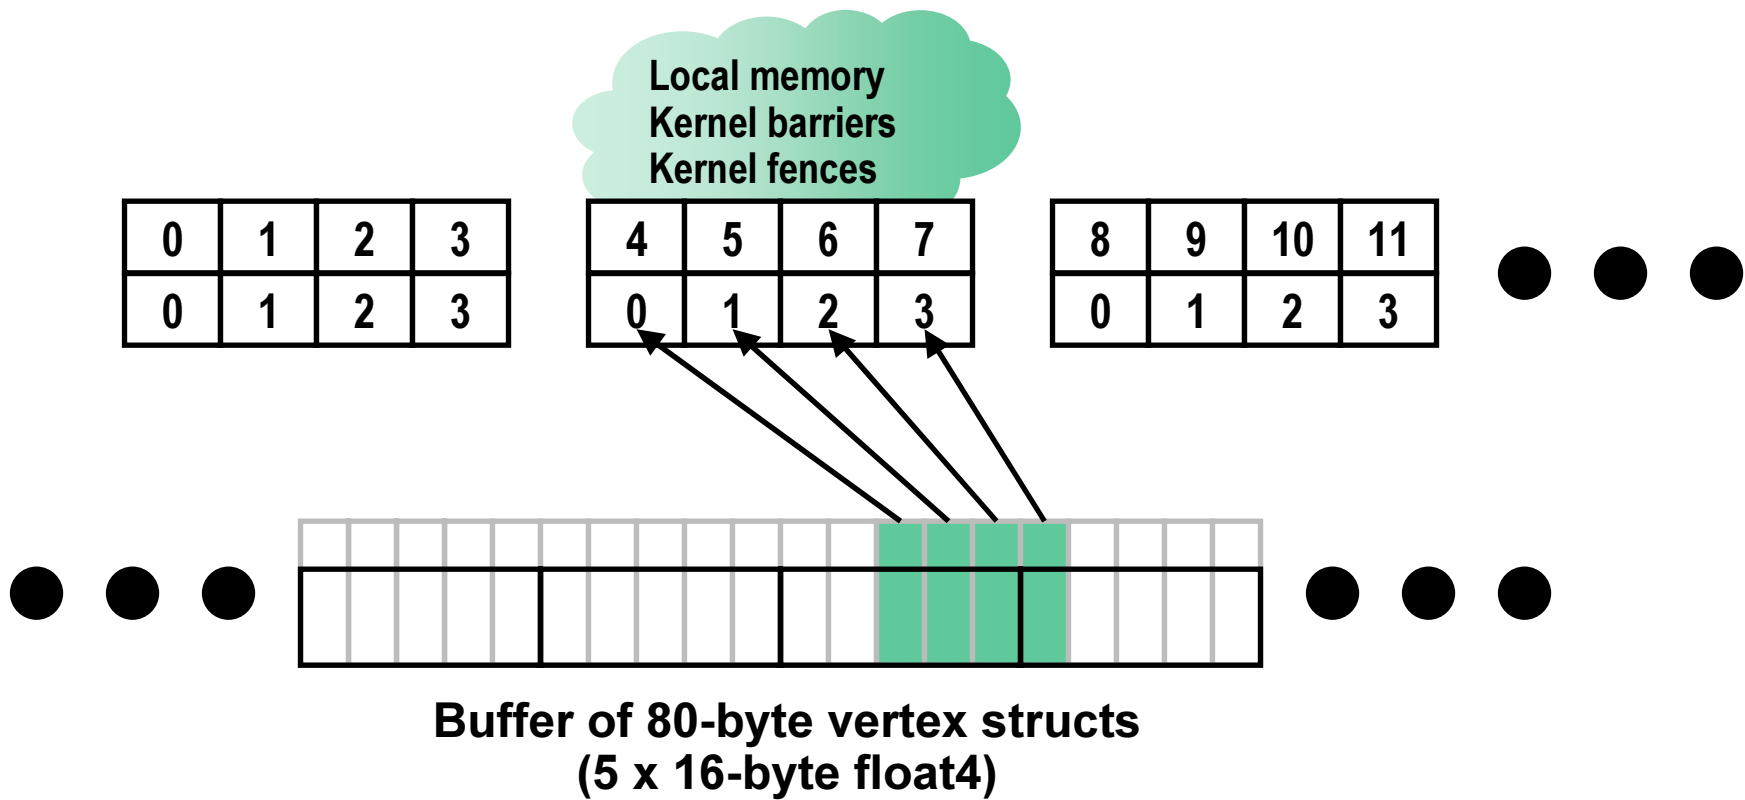 Local memory
Kernel barriers
Kernel fences
0 1 2 3
0 1 2 3
4 5 6 7
0 1 2 3
8 9 10 11
0 1 2 3
Buffer of 80-byte vertex structs
(5 x 16-byte float4)